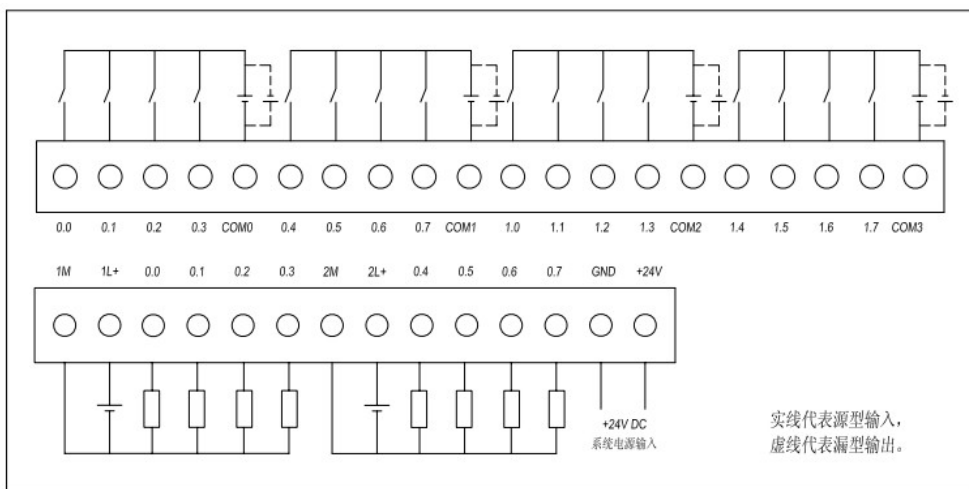 0.0 0.1 0.2 0.3 COM0 0.4 0.5 0.6 0.7 COM1 1.0 1.1 1.2 1.3 COM2 1.4 1.5 1.6 1.7 COM3
1M 1L+ 0.0 0.1 0.2 0.3 2M 2L+ 0.4 0.5 0.6 0.7 GND +24V
+24V DC
系统电源输入
实线代表源型输入，
虚线代表漏型输出。